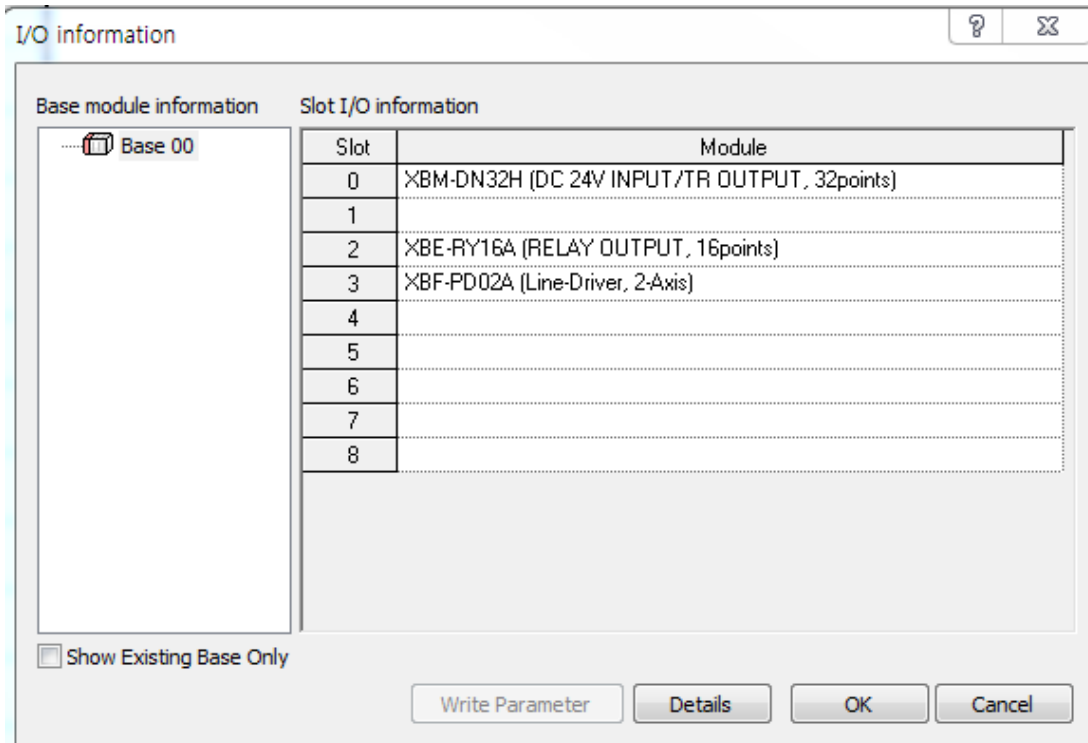 I/O information
Base module information
Slot I/O information
Base 00
Slot Module
0 XBM-DN32H (DC 24V INPUT/TR OUTPUT, 32points)
1
2 XBE-RY16A (RELAY OUTPUT, 16points)
3 XBF-PD02A (Line-Driver, 2-Axis)
4
5
6
7
8
Show Existing Base Only
Write Parameter Details OK Cancel